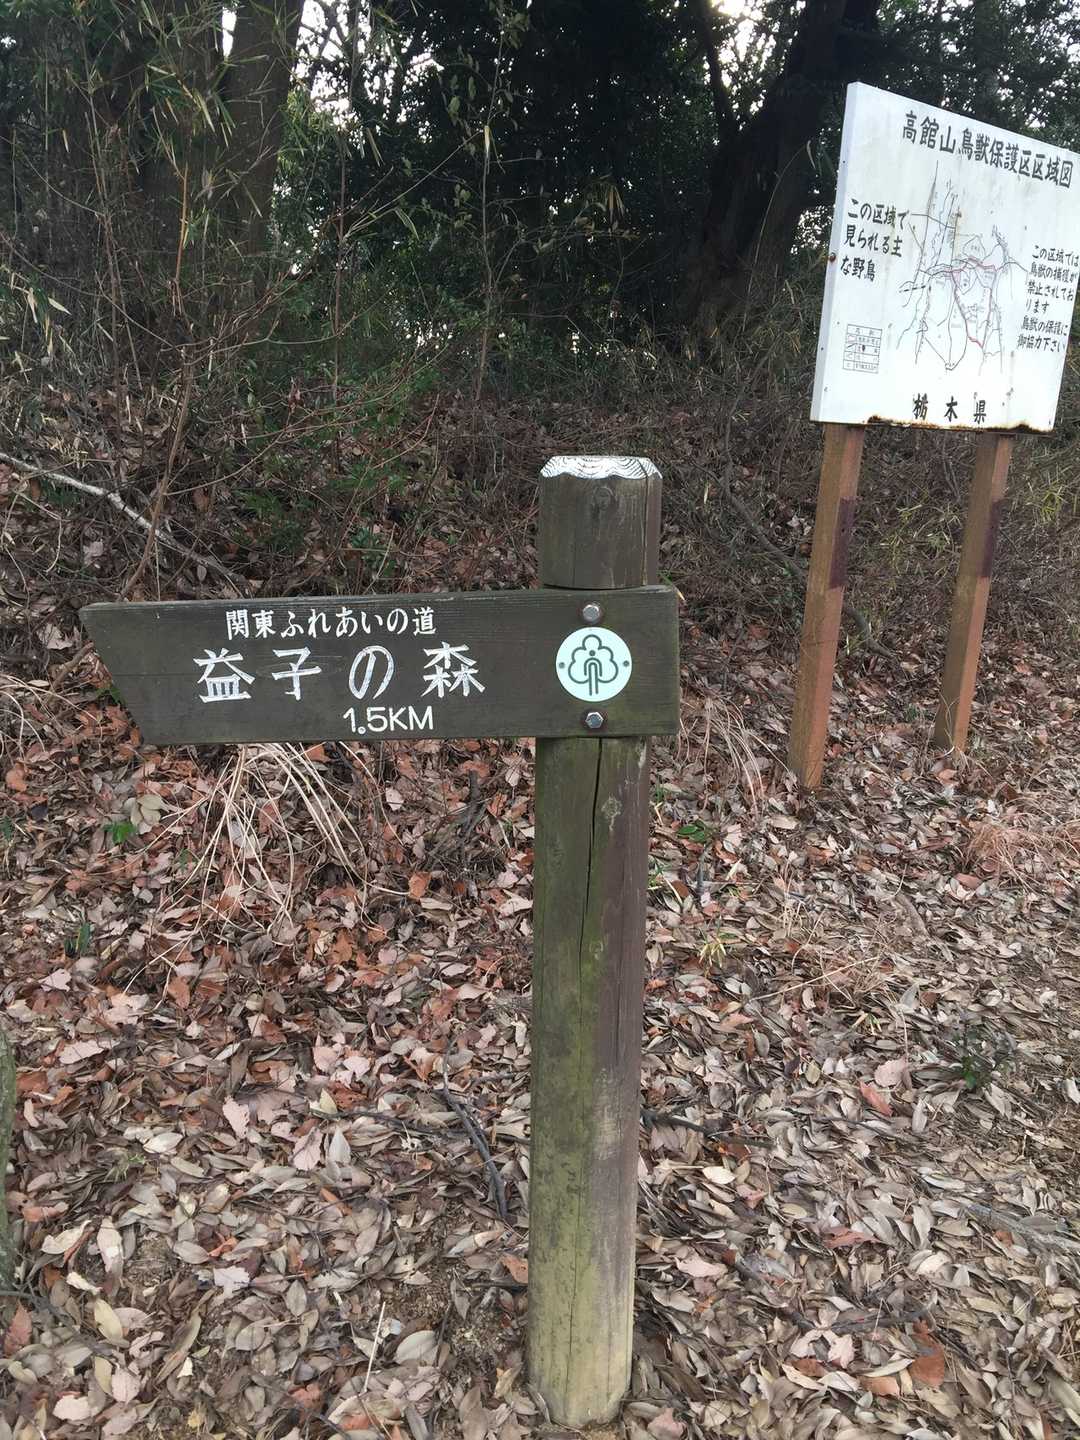 高館山鳥獣保護区区域図
この区域で
見られる主
な野鳥
この区域では
鳥獣の捕獲が
禁止されてお
ります
鳥獣の保護に
御協力下さい
栃木県
関東ふれあいの道
益子の森
1.5KM